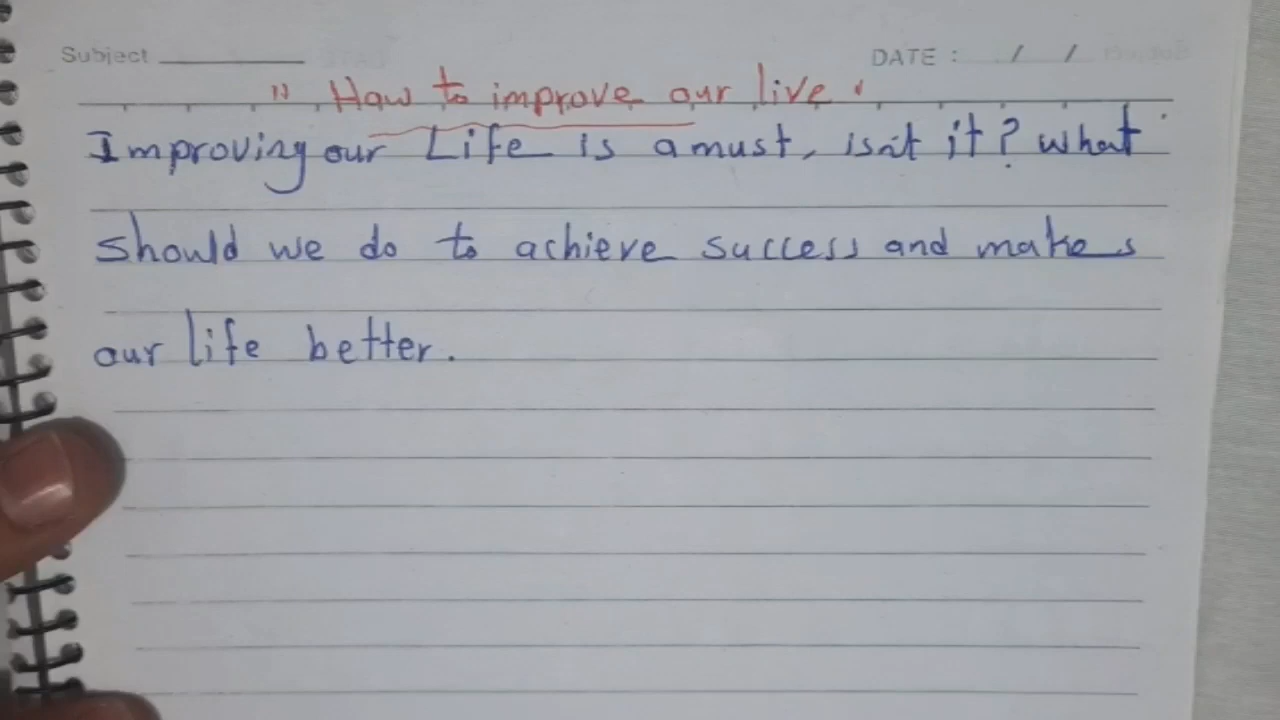 Subject
DATE : / /
" How to improve our live "
Improving our Life is a must, isn't it? what
should we do to achieve success and makes
our life better.